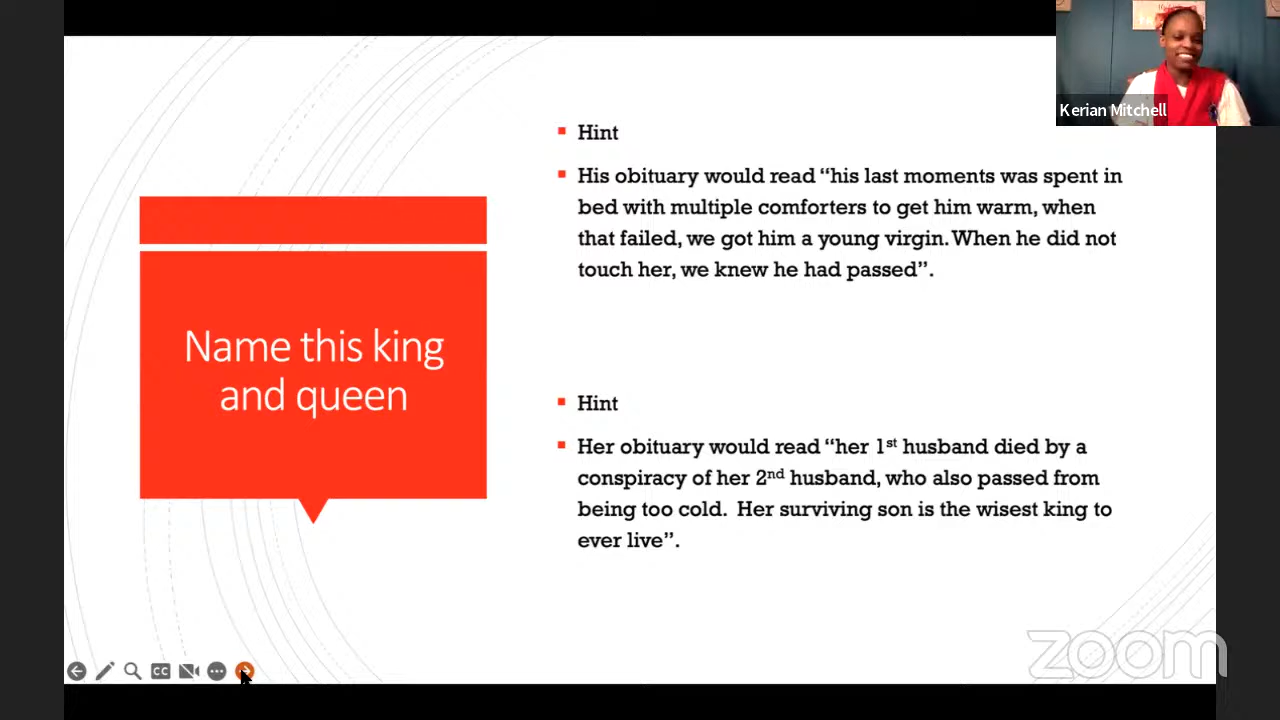 Kerian Mitchell
Name this king
and queen
Hint
His obituary would read “his last moments was spent in
bed with multiple comforters to get him warm, when
that failed, we got him a young virgin. When he did not
touch her, we knew he had passed”.
Hint
Her obituary would read “her 1st husband died by a
conspiracy of her 2nd husband, who also passed from
being too cold.  Her surviving son is the wisest king to
ever live”.
CC
zoom